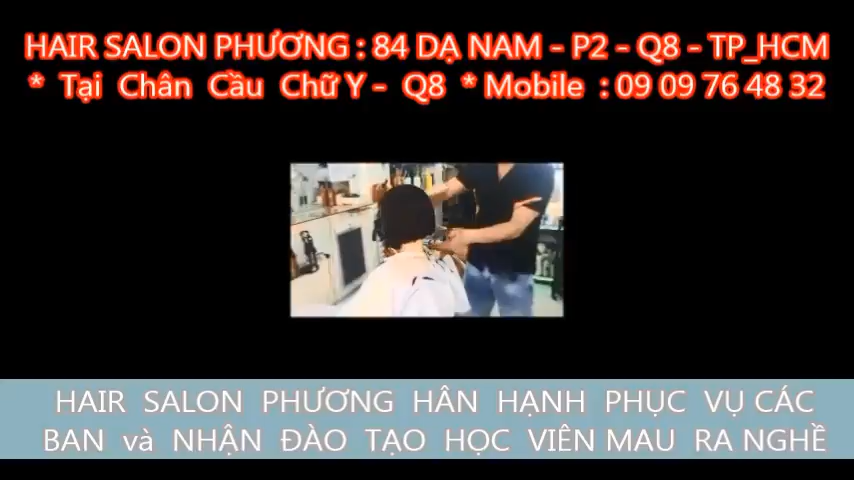 HAIR SALON PHƯƠNG : 84 DẠ NAM - P2 - Q8 - TP_HCM
* Tại Chân Cầu Chữ Y - Q8 * Mobile : 09 09 76 48 32
HAIR SALON PHƯƠNG HÂN HẠNH PHỤC VỤ CÁC
BAN và NHẬN ĐÀO TẠO HỌC VIÊN MAU RA NGHỀ